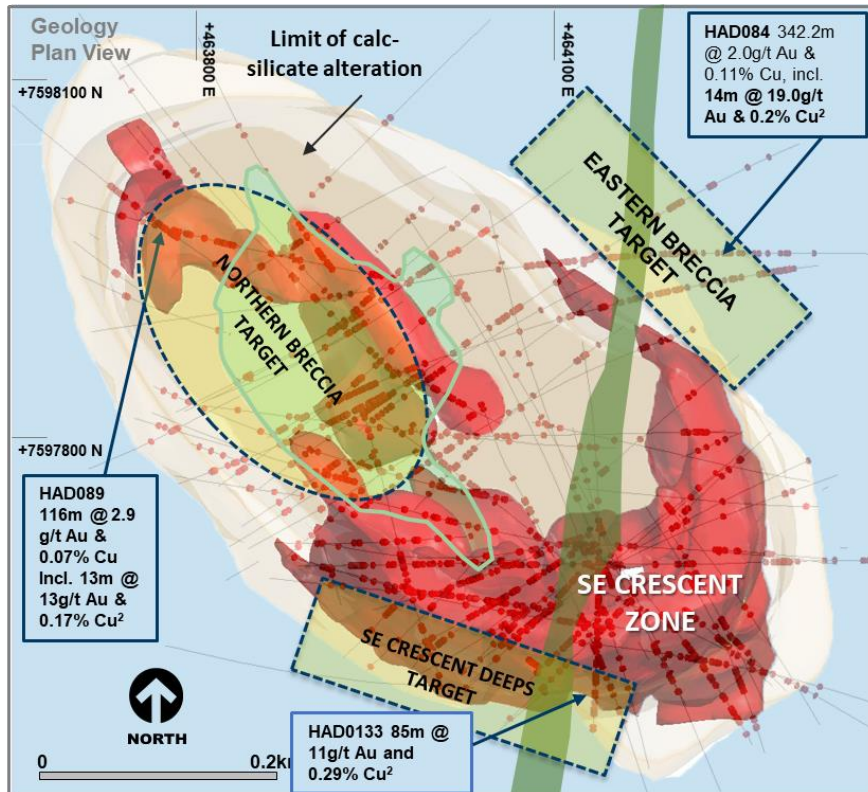 Geology
Plan View
+463800 E
+464100 E
Limit of calc-
silicate alteration
+7598100 N
HAD084 342.2m
@ 2.0g/t Au &
0.11% Cu, incl.
14m @ 19.0g/t
Au & 0.2% Cu²
EASTERN BRECCIA
TARGET
NORTHERN BRECCIA
TARGET
+7597800 N
HAD089
116m @ 2.9
g/t Au &
0.07% Cu
Incl. 13m @
13g/t Au &
0.17% Cu²
SE CRESCENT
ZONE
SE CRESCENT DEEPS
TARGET
NORTH
HAD0133 85m @
11g/t Au and
0.29% Cu²
0